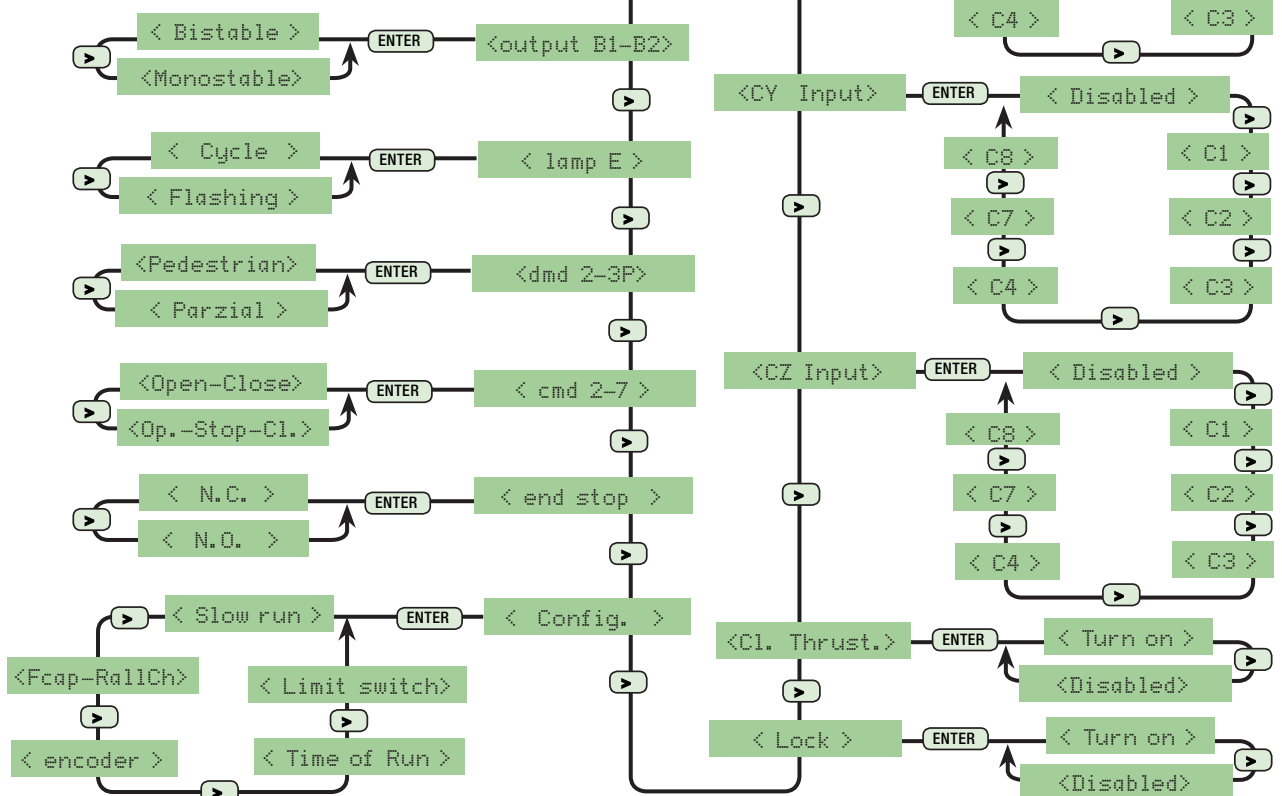 < Bistable >
>
<Monostable>
ENTER
<output B1-B2>
>
< Cycle >
>
< Flashing >
ENTER
< lamp E >
>
<Pedestrian>
>
< Parzial >
ENTER
<dmd 2-3P>
>
<Open-Close>
>
<Op.-Stop-Cl.>
ENTER
< cmd 2-7 >
>
< N.C. >
>
< N.O. >
ENTER
< end stop >
>
>
< Slow run >
ENTER
< Config. >
<Fcap-RallCh>
< Limit switch>
>
>
>
< encoder >
< Time of Run >
>
< C4 >
< C3 >
>
<CY Input>
ENTER
< Disabled >
>
< C8 >
< C1 >
>
>
>
< C7 >
< C2 >
>
>
< C4 >
< C3 >
>
<CZ Input>
ENTER
< Disabled >
>
< C8 >
< C1 >
>
>
>
< C7 >
< C2 >
>
>
< C4 >
< C3 >
>
<Cl. Thrust.>
ENTER
< Turn on >
>
<Disabled>
>
< Lock >
ENTER
< Turn on >
>
<Disabled>